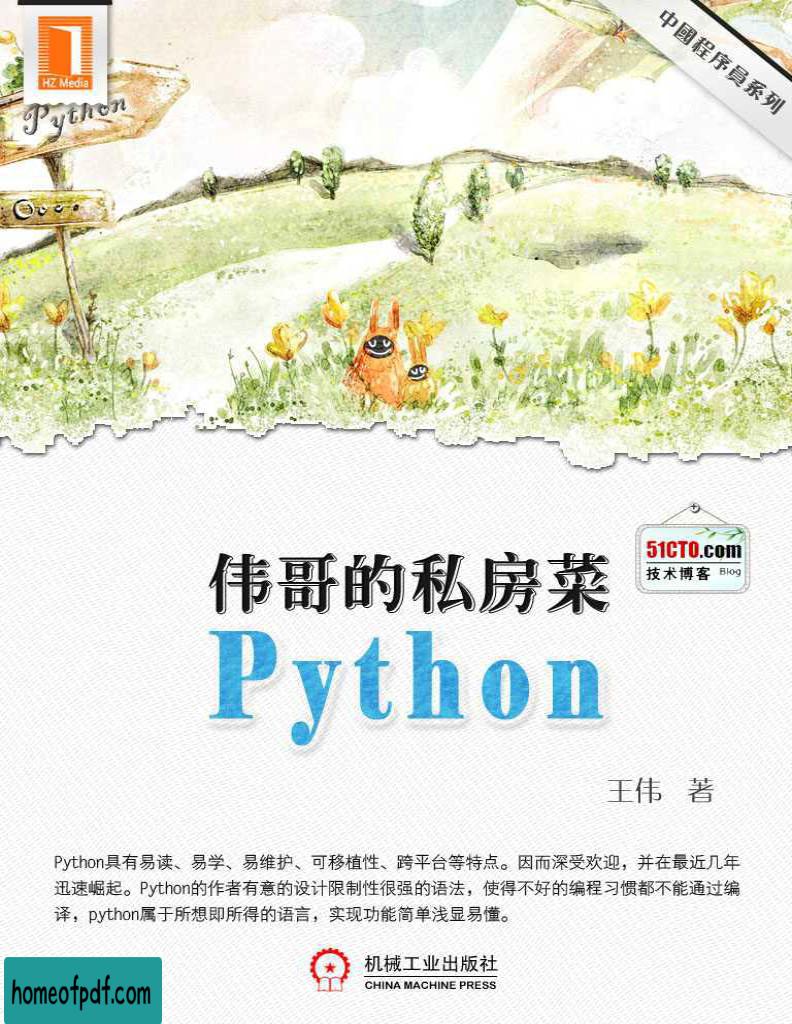 HZ Media
Python
中國程序員系列
51CTO.com
技术博客 Blog
伟哥的私房菜
Python
王伟 著
Python具有易读、易学、易维护、可移植性、跨平台等特点。因而深受欢迎，并在最近几年
迅速崛起。Python的作者有意的设计限制性很强的语法，使得不好的编程习惯都不能通过编
译，python属于所想即所得的语言，实现功能简单浅显易懂。
机械工业出版社
CHINA MACHINE PRESS
homeofpdf.com